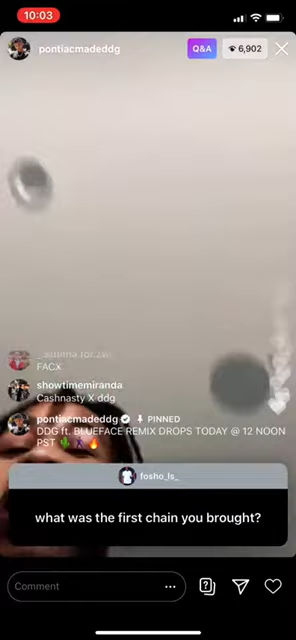 10:03
pontiacmadeddg
Q&A
6,902
FACX
showtimemiranda
Cashnasty X ddg
pontiacmadeddg PINNED
DDG ft. BLUEFACE REMIX DROPS TODAY @ 12 NOON
PST 🌵🔥
fosho_ls_
what was the first chain you brought?
Comment